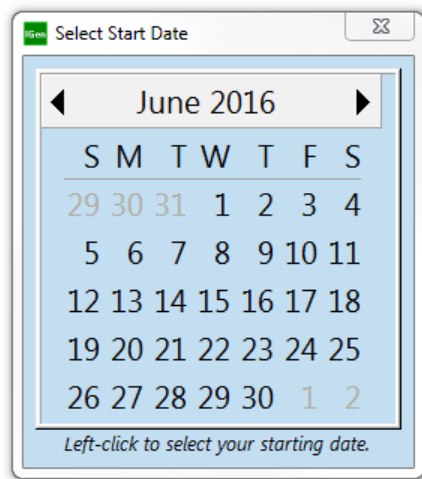 IGen Select Start Date
June 2016
S M T W T F S
29 30 31 1 2 3 4
5 6 7 8 9 10 11
12 13 14 15 16 17 18
19 20 21 22 23 24 25
26 27 28 29 30 1 2
Left-click to select your starting date.